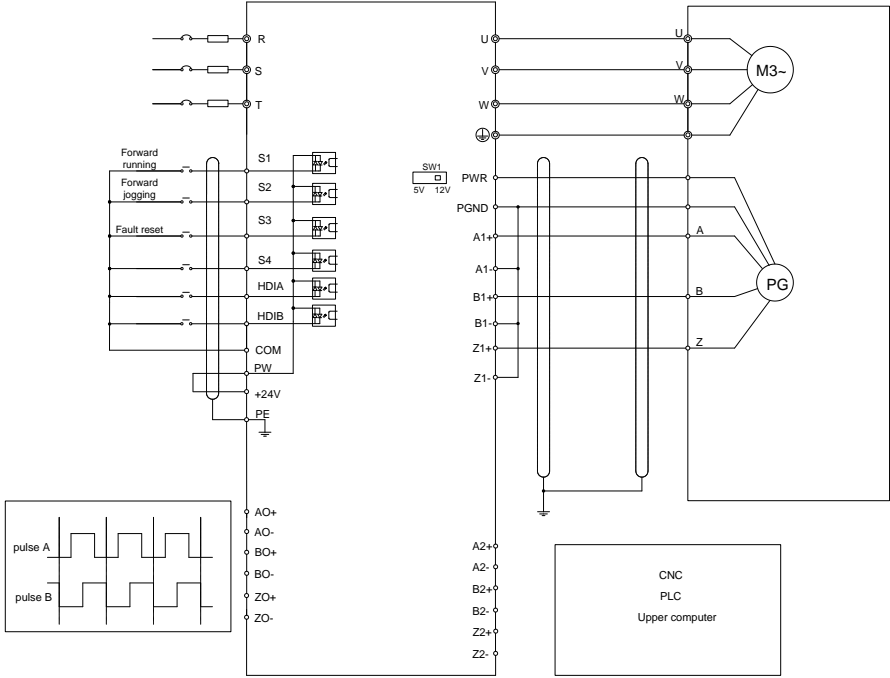 R
S
T
Forward
running
S1
Forward
jogging
S2
Fault reset
S3
S4
HDIA
HDIB
COM
PW
+24V
PE
SW1
5V 12V
U
V
W
PWR
PGND
A1+
A1-
B1+
B1-
Z1+
Z1-
U
V
W
M3~
A
B
Z
PG
pulse A
pulse B
AO+
AO-
BO+
BO-
ZO+
ZO-
A2+
A2-
B2+
B2-
Z2+
Z2-
CNC
PLC
Upper computer